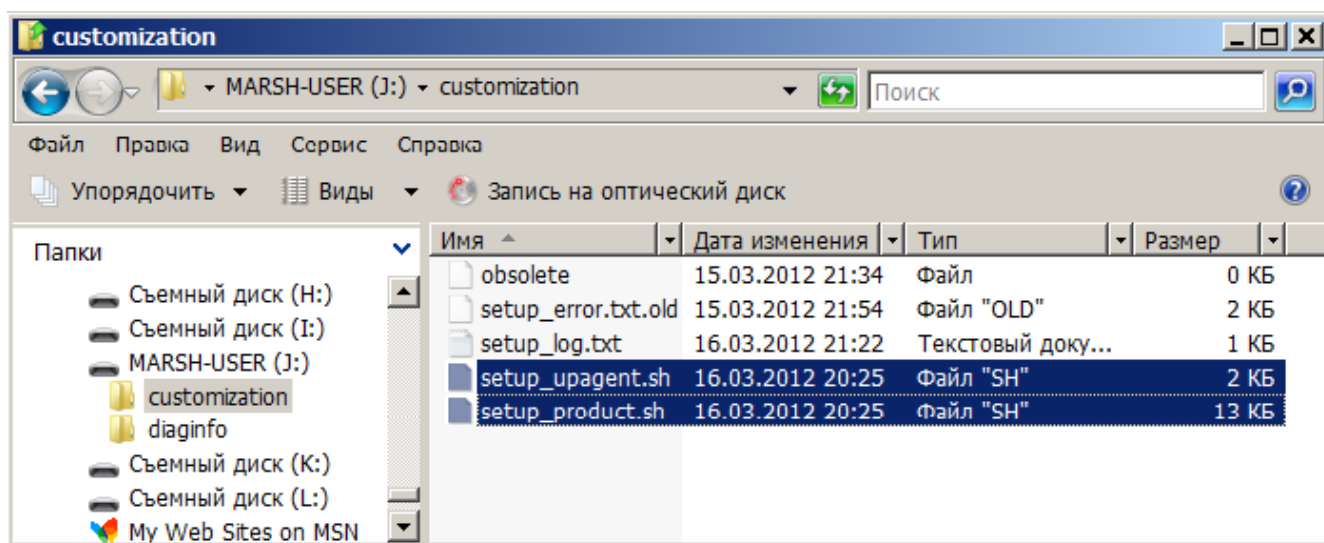 customization
MARSH-USER (J:) customization Поиск
Файл Правка Вид Сервис Справка
Упорядочить Виды Запись на оптический диск
Папки
Съемный диск (H:)
Съемный диск (I:)
MARSH-USER (J:)
customization
diaginfo
Съемный диск (K:)
Съемный диск (L:)
My Web Sites on MSN
Имя Дата изменения Тип Размер
obsolete 15.03.2012 21:34 Файл 0 КБ
setup_error.txt.old 15.03.2012 21:54 Файл "OLD" 2 КБ
setup_log.txt 16.03.2012 21:22 Текстовый доку... 1 КБ
setup_upagent.sh 16.03.2012 20:25 Файл "SH" 2 КБ
setup_product.sh 16.03.2012 20:25 Файл "SH" 13 КБ